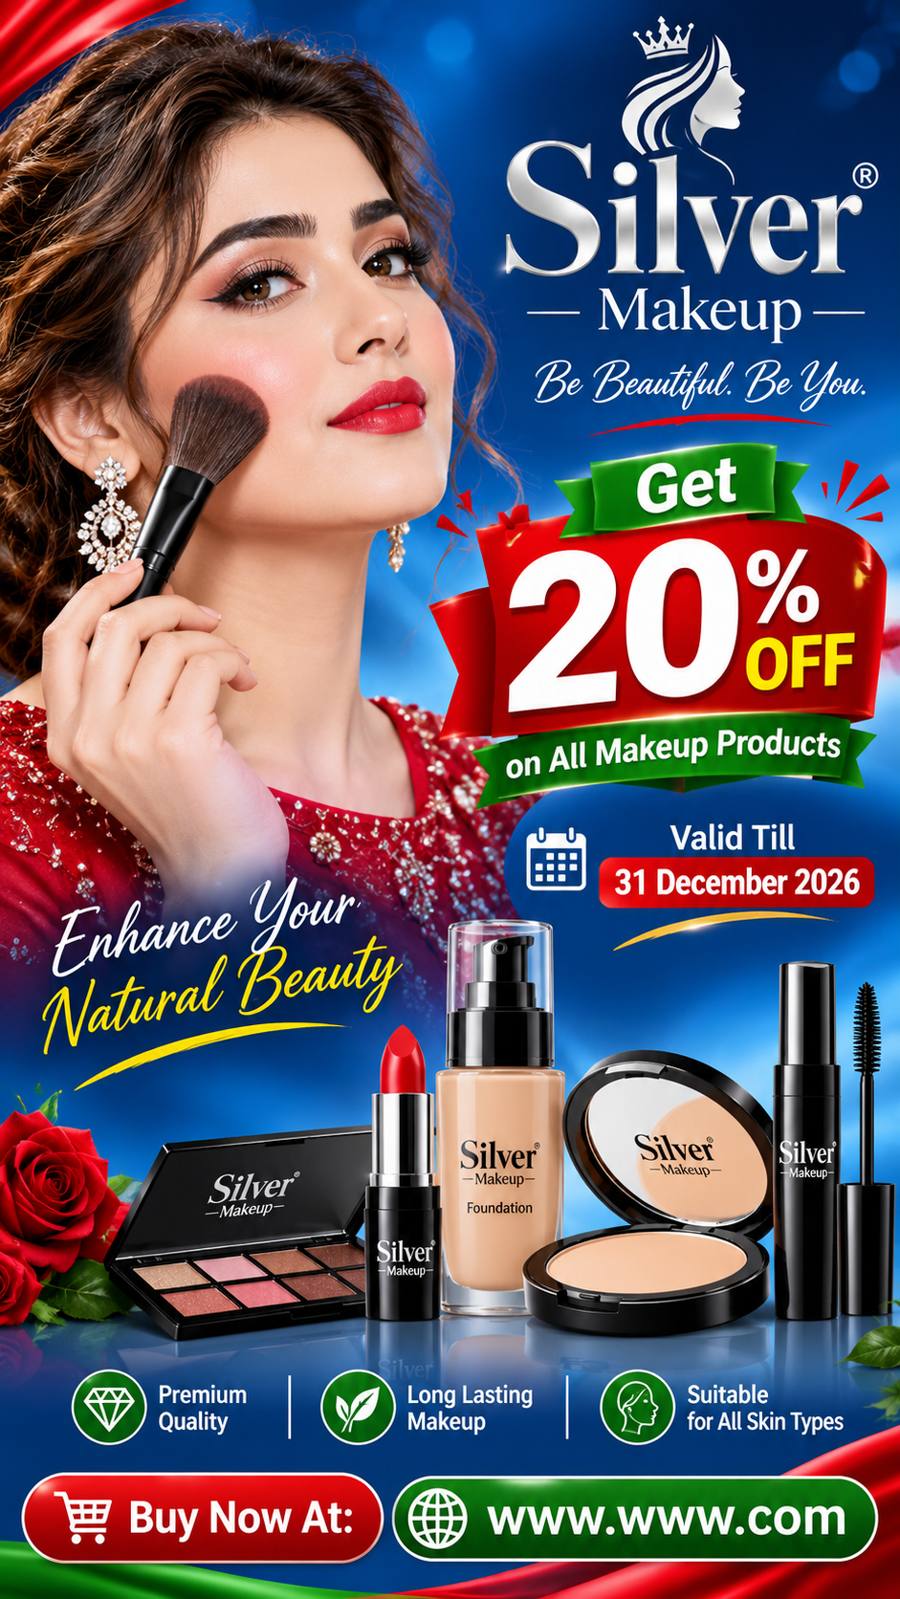 Silver®
Makeup
Be Beautiful. Be You.
Get
20%
OFF
on All Makeup Products
Valid Till
31 December 2026
Enhance Your
Natural Beauty
Silver®
Makeup
Silver®
Makeup
Silver®
Makeup
Foundation
Silver®
Makeup
Silver®
Makeup
Premium
Quality
Long Lasting
Makeup
Suitable
for All Skin Types
Buy Now At:
www.www.com